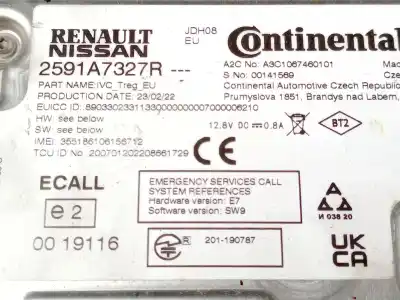 RENAULT
NISSAN
JDH08
EU
Continental
2591A7327R ---
A2C No: A3C1067460101
S No: 00141569
PART NAME:IVC_Treg_EU
PRODUCTION DATE: 23/02/22
Continental Automotive Czech Republic
Prumyslova 1851, Brandys nad Labem,
HW: see below
SW: see below
12.8V DC 0.8A
BT2
IMEI: 355186106156712
TCU ID No: 200701202208661729
CE
ECALL
e2
00 19116
EMERGENCY SERVICES CALL
SYSTEM REFERENCES
Hardware version: E7
Software version: SW9
R
201-190787
И 038 20
UK
CA